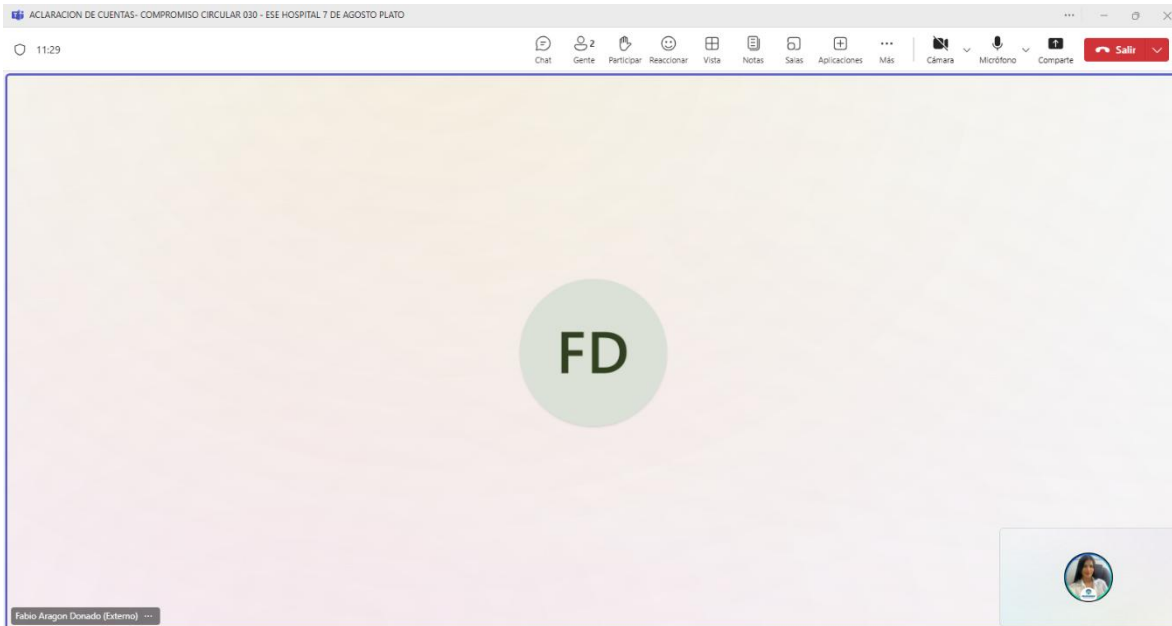 ACLARACION DE CUENTAS- COMPROMISO CIRCULAR 030 - ESE HOSPITAL 7 DE AGOSTO PLATO
11:29
2
Chat Gente Participar Reaccionar Vista Notas Salas Aplicaciones Más Cámara Micrófono Comparte Salir
FD
Fabio Aragon Donado (Externo)